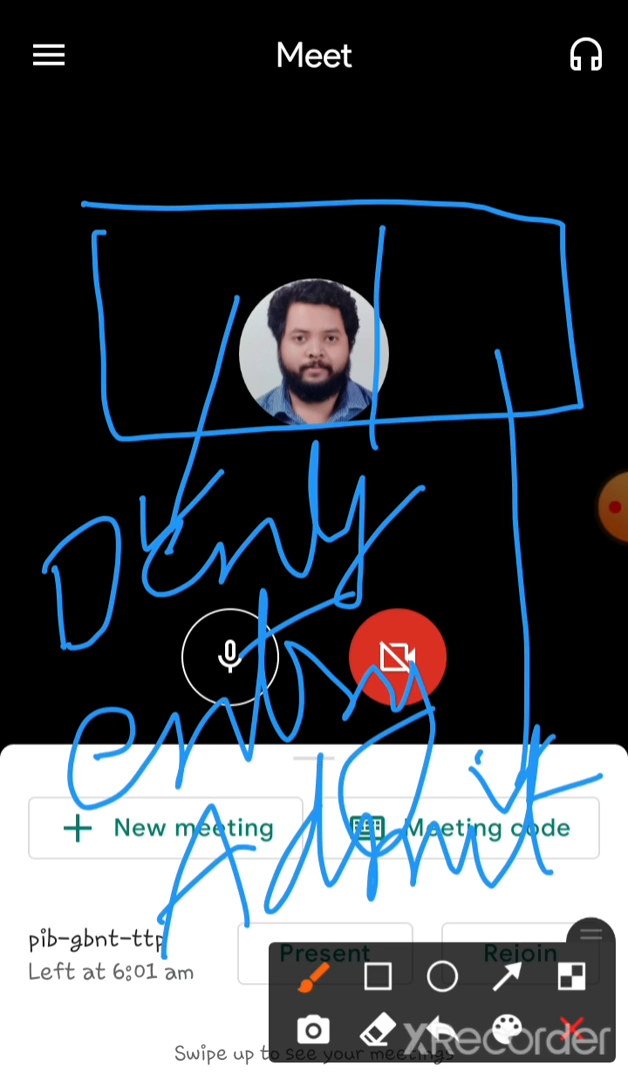 Meet
Deny
entry
Admit
New meeting
Meeting code
pib-gbnt-ttp
Left at 6:01 am
Present
Rejoin
Swipe up to see your meetings
XRecorder